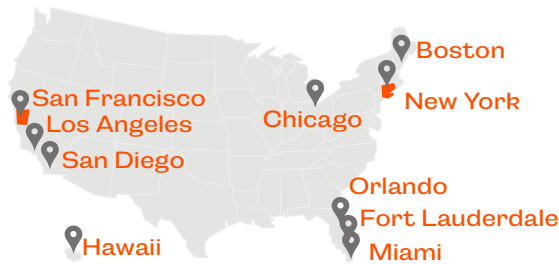 Boston
San Francisco
New York
Los Angeles
Chicago
San Diego
Orlando
Fort Lauderdale
Hawaii
Miami